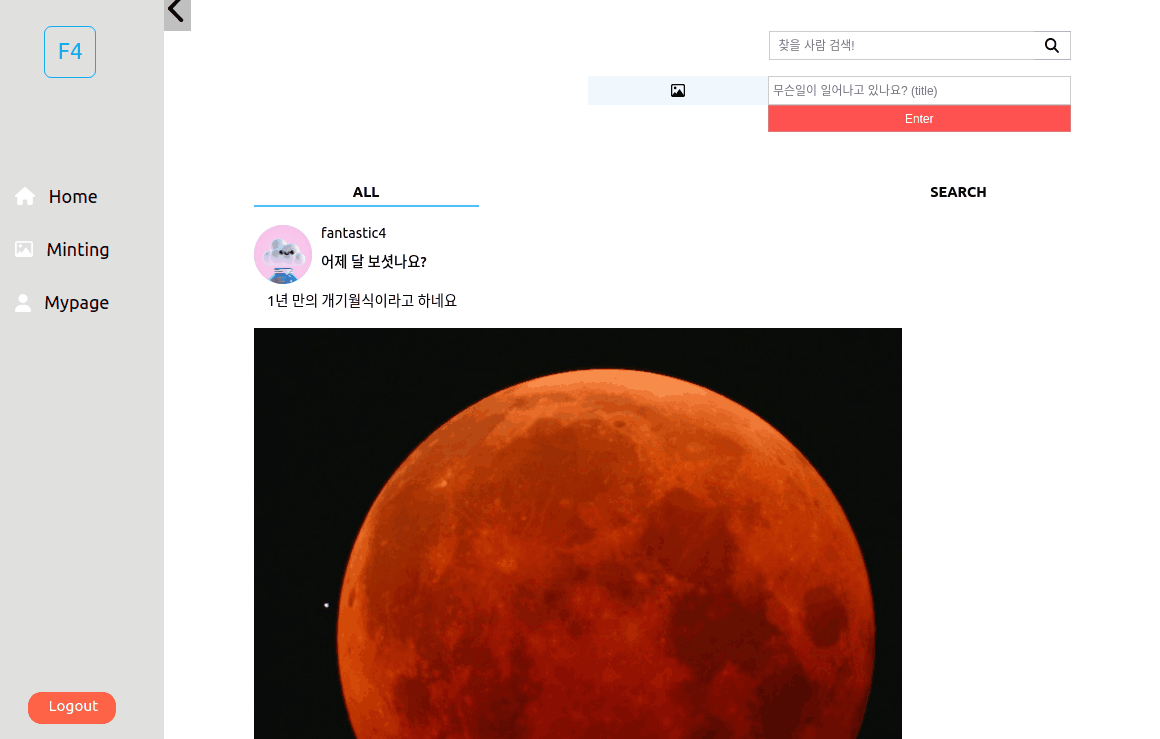 F4
Home
Minting
Mypage
Logout
찾을 사람 검색!
무슨일이 일어나고 있나요? (title)
Enter
ALL
SEARCH
fantastic4
어제 달 보셧나요?
1년 만의 개기월식이라고 하네요